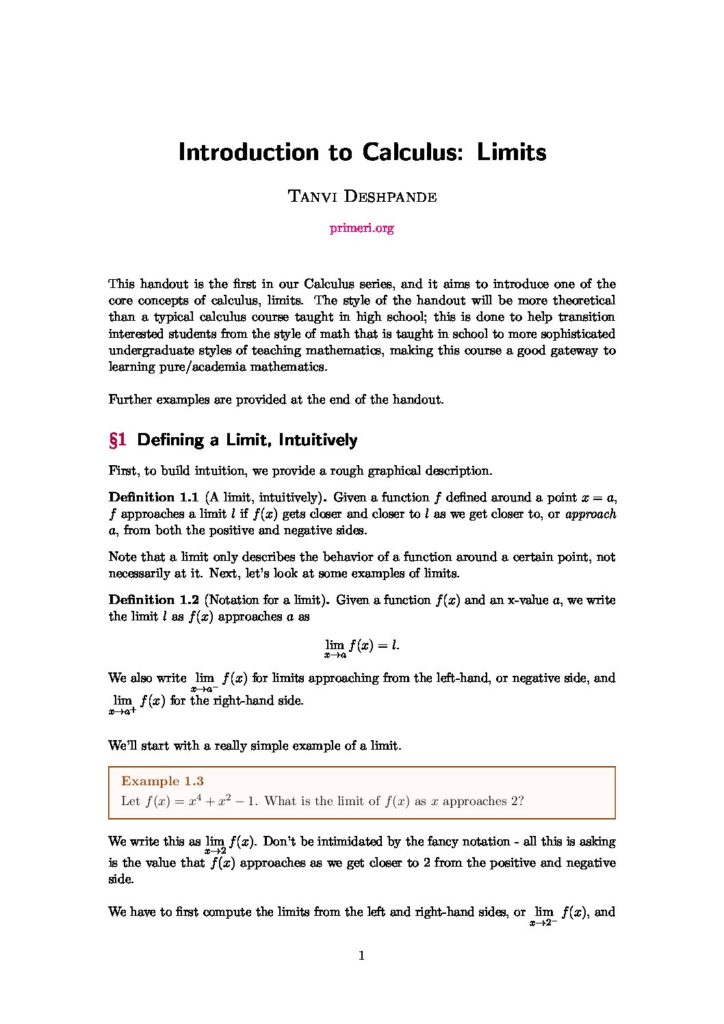 Introduction to Calculus: Limits
Tanvi Deshpande
primeri.org
This handout is the first in our Calculus series, and it aims to introduce one of the
core concepts of calculus, limits. The style of the handout will be more theoretical
than a typical calculus course taught in high school; this is done to help transition
interested students from the style of math that is taught in school to more sophisticated
undergraduate styles of teaching mathematics, making this course a good gateway to
learning pure/academia mathematics.
Further examples are provided at the end of the handout.
§1 Defining a Limit, Intuitively
First, to build intuition, we provide a rough graphical description.
Definition 1.1 (A limit, intuitively). Given a function f defined around a point x = a,
f approaches a limit l if f(x) gets closer and closer to l as we get closer to, or approach
a, from both the positive and negative sides.
Note that a limit only describes the behavior of a function around a certain point, not
necessarily at it. Next, let's look at some examples of limits.
Definition 1.2 (Notation for a limit). Given a function f(x) and an x-value a, we write
the limit l as f(x) approaches a as
lim x→a f(x) = l.
We also write lim x→a⁻ f(x) for limits approaching from the left-hand, or negative side, and
lim x→a⁺ f(x) for the right-hand side.
We'll start with a really simple example of a limit.
Example 1.3
Let f(x) = x⁴ + x² − 1. What is the limit of f(x) as x approaches 2?
We write this as lim x→2 f(x). Don't be intimidated by the fancy notation - all this is asking
is the value that f(x) approaches as we get closer to 2 from the positive and negative
side.
We have to first compute the limits from the left and right-hand sides, or lim x→2⁻ f(x), and
1